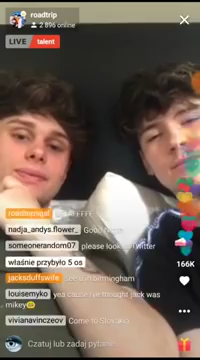 roadtrip
2 896 online
LIVE talent
nadja_andys.flower_ Good
someonerandom07 please look twitter
właśnie przybyło 5 os
jacksduffswife in birmingham
166K
louisemyko yea cause i've thought jack was
mikey
vivianavinczeov Come to Slovakia
Czatuj lub zadaj pytanie